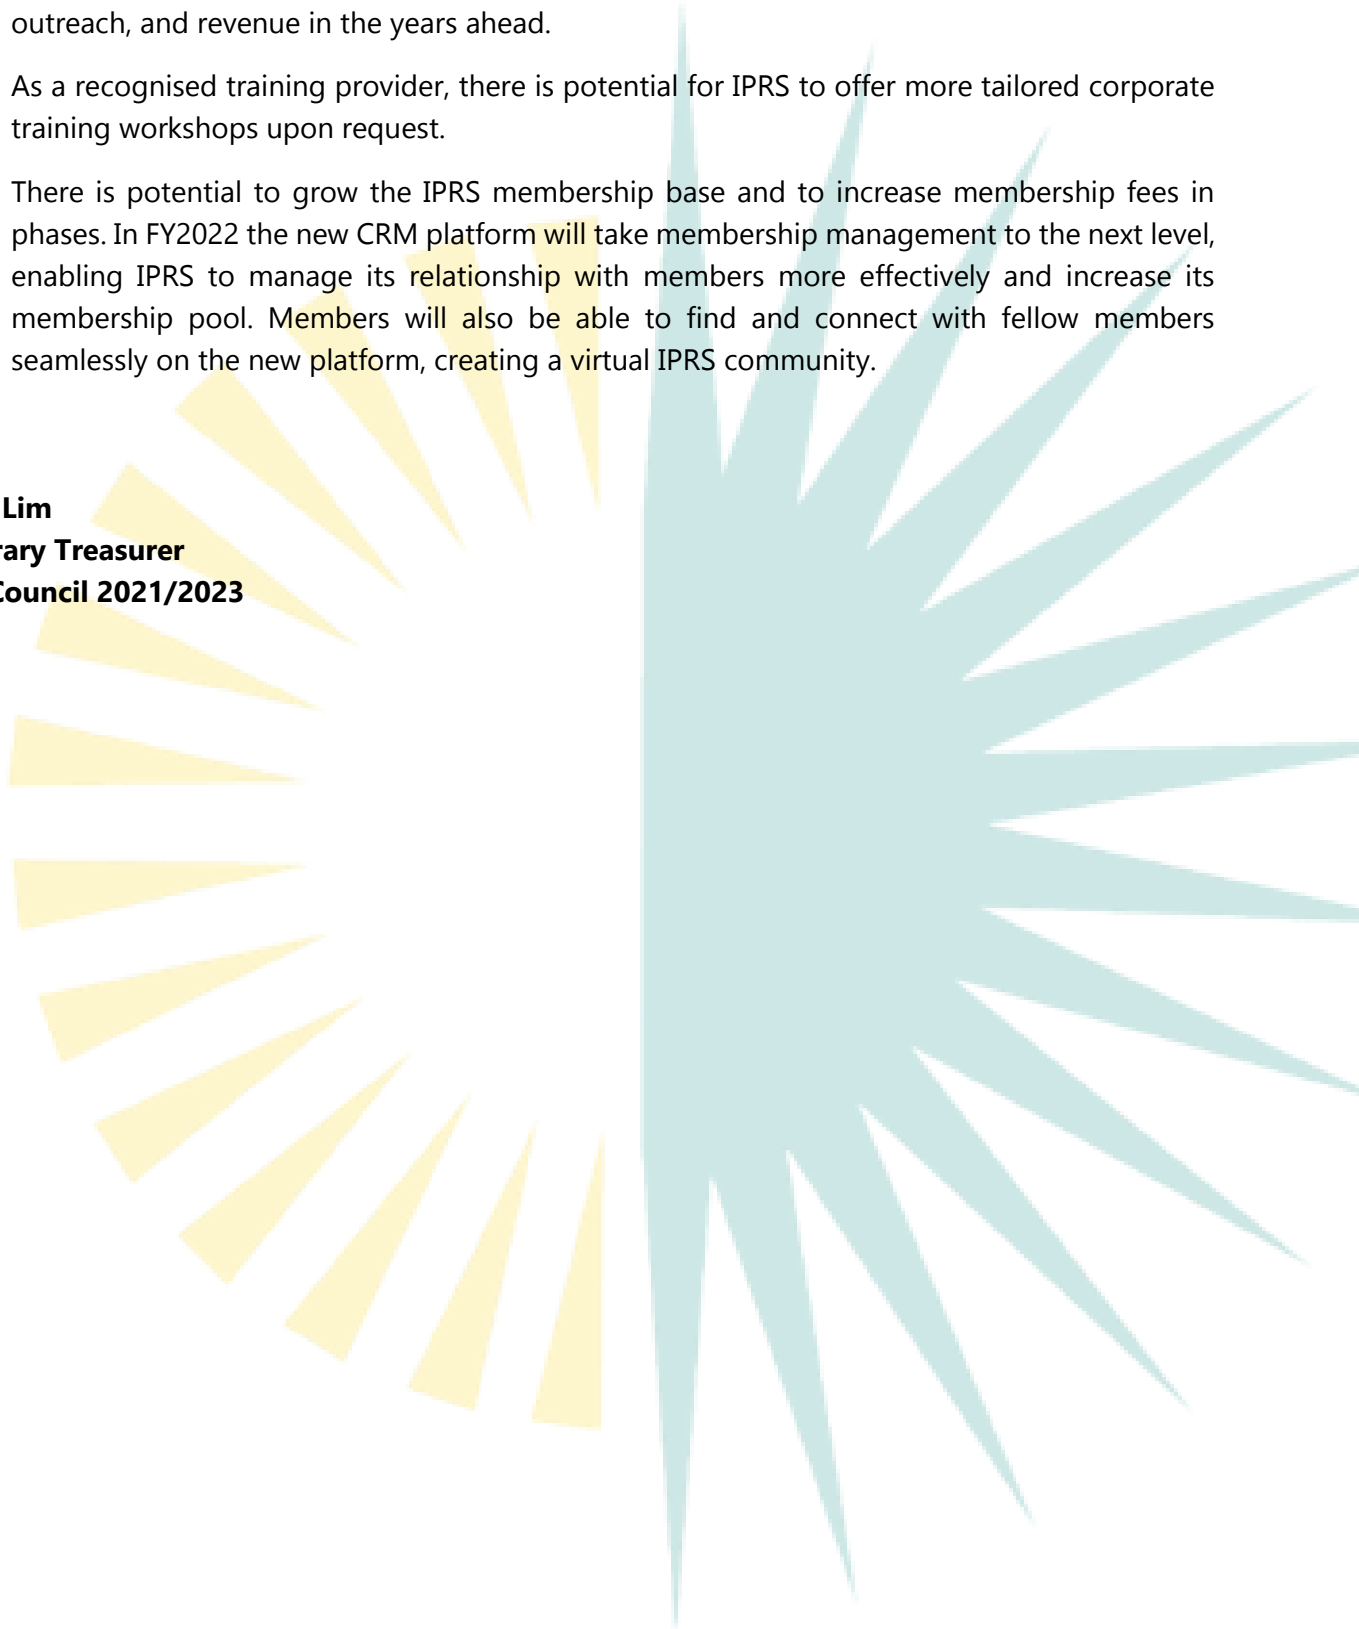 outreach, and revenue in the years ahead.
As a recognised training provider, there is potential for IPRS to offer more tailored corporate
training workshops upon request.
There is potential to grow the IPRS membership base and to increase membership fees in
phases. In FY2022 the new CRM platform will take membership management to the next level,
enabling IPRS to manage its relationship with members more effectively and increase its
membership pool. Members will also be able to find and connect with fellow members
seamlessly on the new platform, creating a virtual IPRS community.
Lim
rary Treasurer
Council 2021/2023